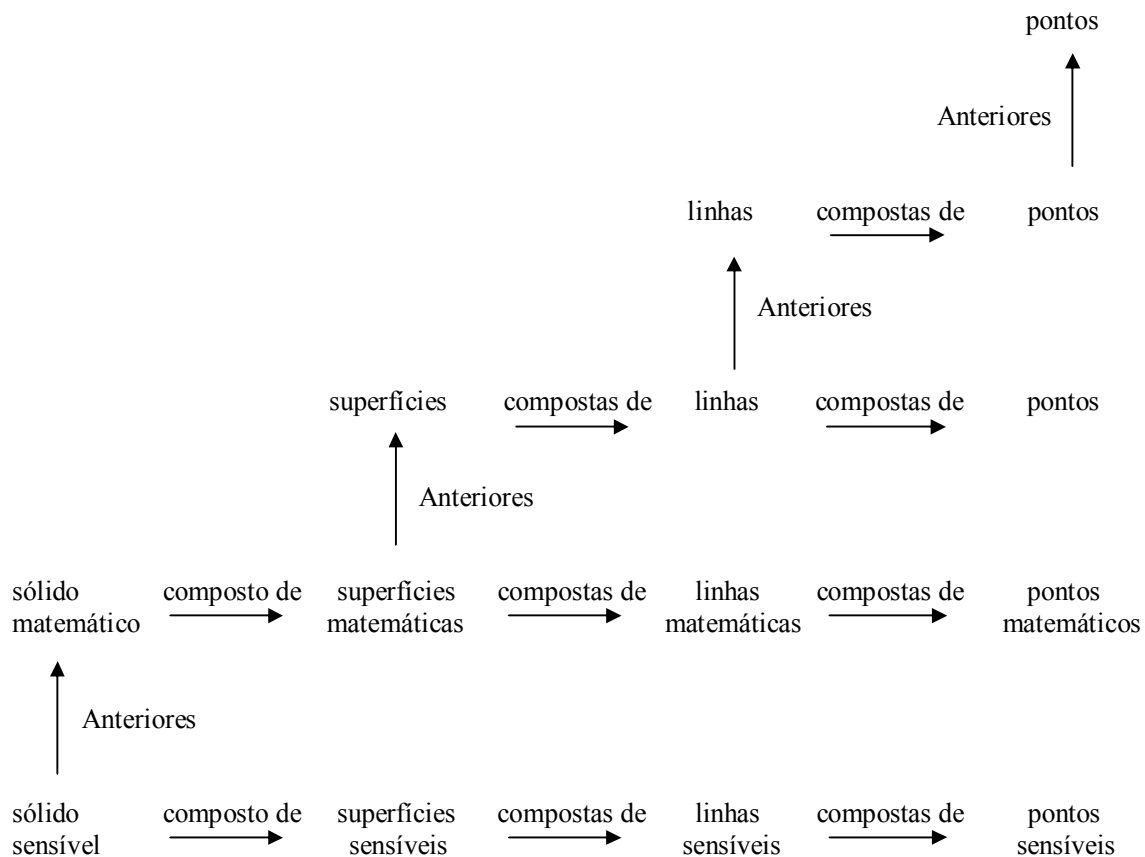 pontos
Anteriores
linhas compostas de pontos
Anteriores
superfícies compostas de linhas compostas de pontos
Anteriores
sólido composto de superfícies compostas de linhas compostas de pontos
matemático matemáticas matemáticas matemáticos
Anteriores
sólido composto de superfícies compostas de linhas compostas de pontos
sensível sensíveis sensíveis sensíveis